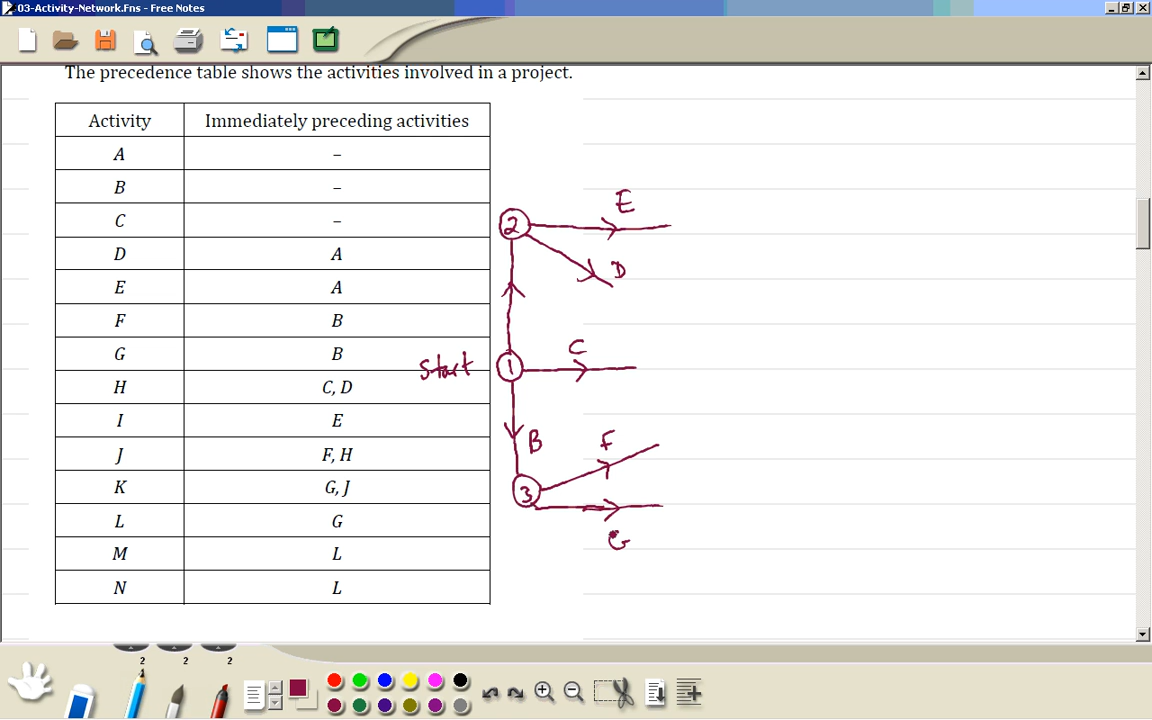 03-Activity-Network.Fns - Free Notes
The precedence table shows the activities involved in a project.
Activity Immediately preceding activities
A –
B –
C –
D A
E A
F B
G B
H C, D
I E
J F, H
K G, J
L G
M L
N L
E
2
D
C
Start 1
B
F
3
G
2 2 2